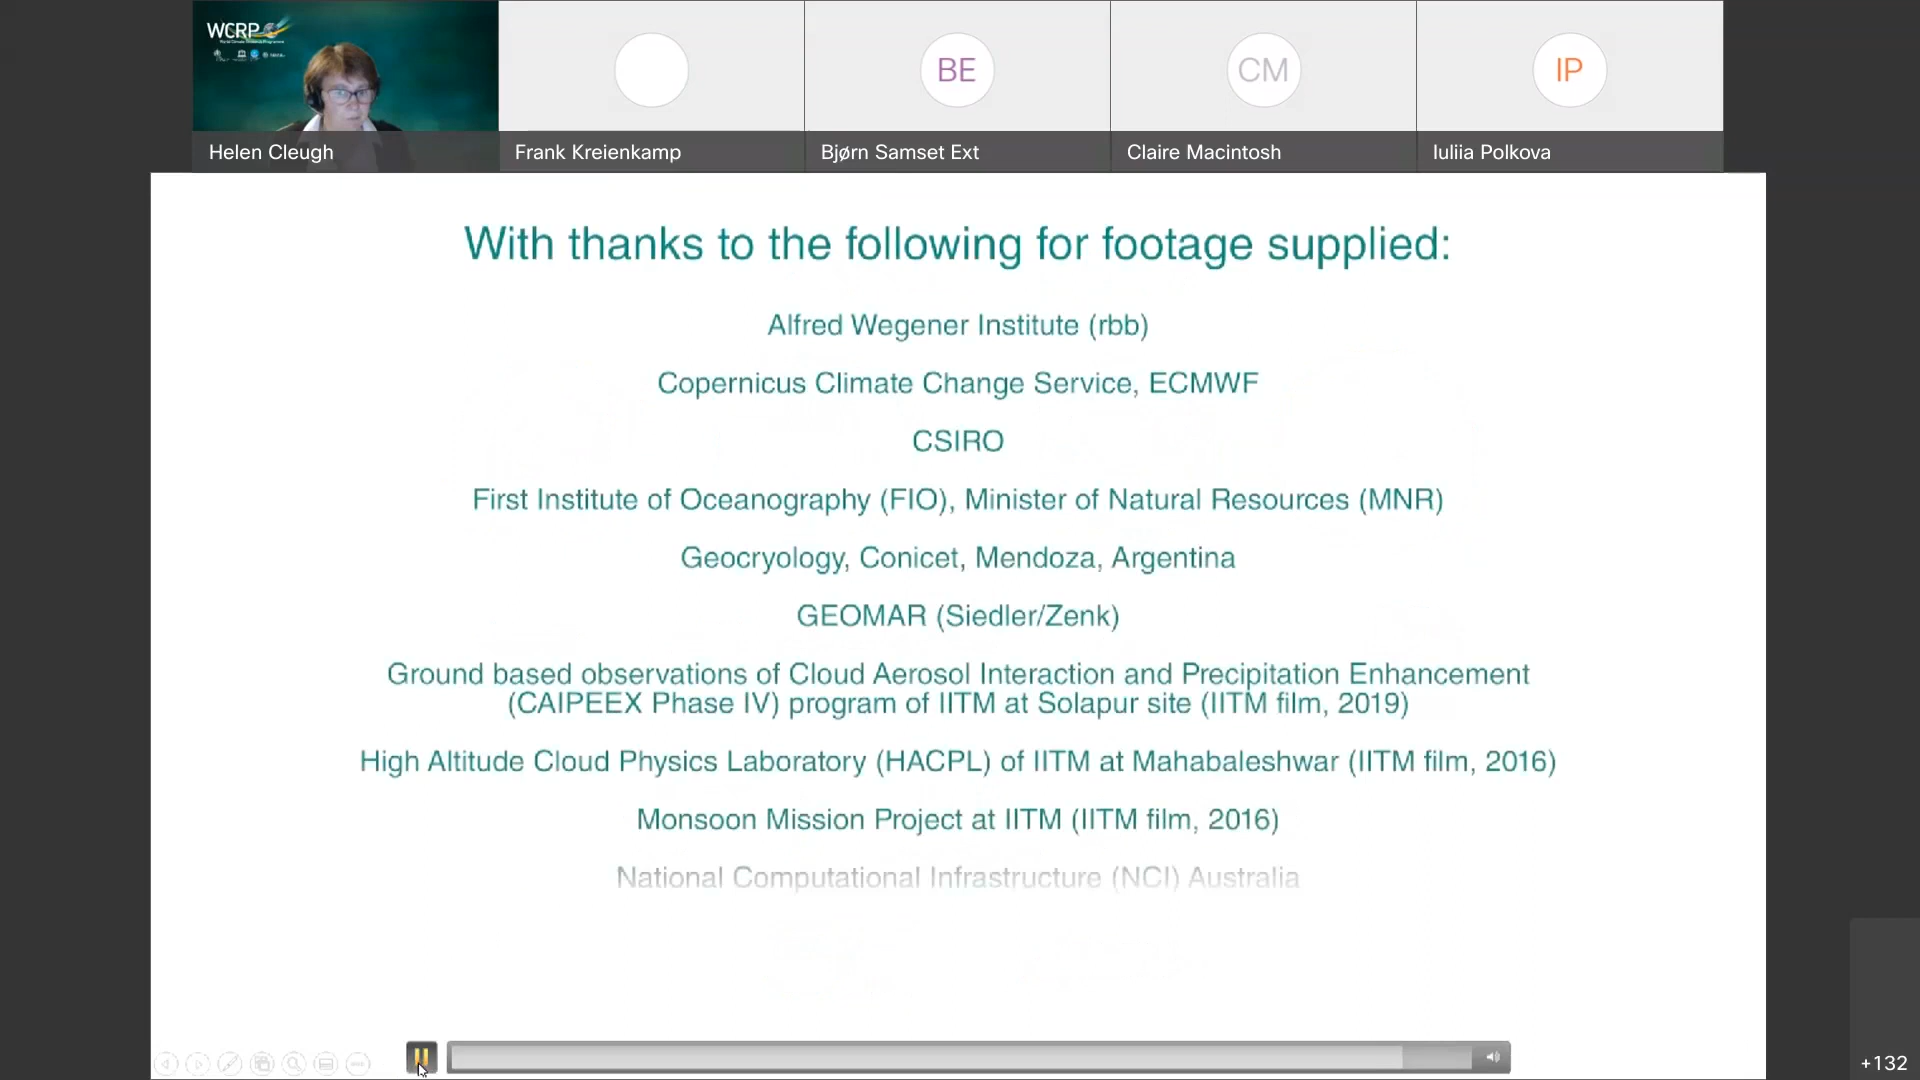 WCRP
BE
CM
IP
Helen Cleugh
Frank Kreienkamp
Bjørn Samset Ext
Claire Macintosh
Iuliia Polkova
With thanks to the following for footage supplied:
Alfred Wegener Institute (rbb)
Copernicus Climate Change Service, ECMWF
CSIRO
First Institute of Oceanography (FIO), Minister of Natural Resources (MNR)
Geocryology, Conicet, Mendoza, Argentina
GEOMAR (Siedler/Zenk)
Ground based observations of Cloud Aerosol Interaction and Precipitation Enhancement
(CAIPEEX Phase IV) program of IITM at Solapur site (IITM film, 2019)
High Altitude Cloud Physics Laboratory (HACPL) of IITM at Mahabaleshwar (IITM film, 2016)
Monsoon Mission Project at IITM (IITM film, 2016)
National Computational Infrastructure (NCI) Australia
+132